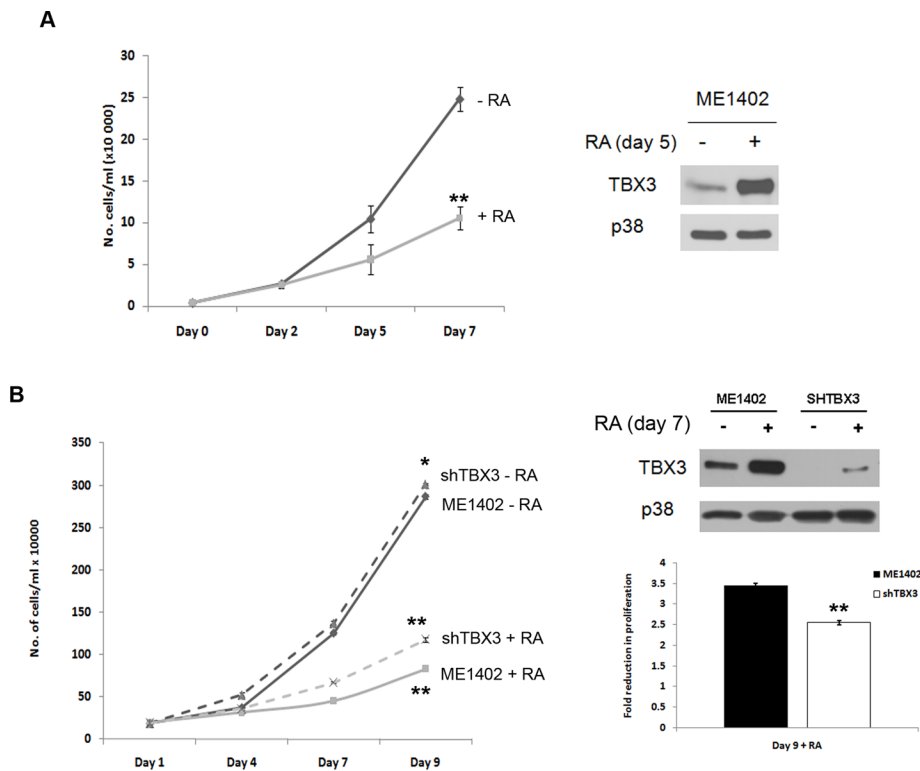 A
No. cells/ml (x10 000)
30
25
20
15
10
5
0
Day 0 Day 2 Day 5 Day 7
- RA
**
+ RA
ME1402
RA (day 5) - +
TBX3
p38
B
No. of cells/ml x 10000
350
300
250
200
150
100
50
0
Day 1 Day 4 Day 7 Day 9
*
shTBX3 - RA
ME1402 - RA
**
shTBX3 + RA
ME1402 + RA
**
ME1402 SHTBX3
RA (day 7) - + - +
TBX3
p38
Fold reduction in proliferation
4
3.5
3
2.5
2
1.5
1
0.5
0
**
Day 9 + RA
ME1402
shTBX3